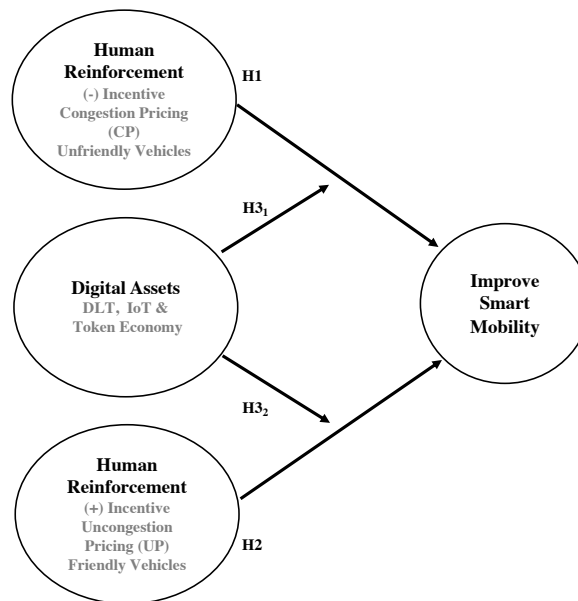 Human
Reinforcement
(-) Incentive
Congestion Pricing
(CP)
Unfriendly Vehicles
H1
H3₁
Digital Assets
DLT, IoT &
Token Economy
Improve
Smart
Mobility
H3₂
Human
Reinforcement
(+) Incentive
Uncongestion
Pricing (UP)
Friendly Vehicles
H2